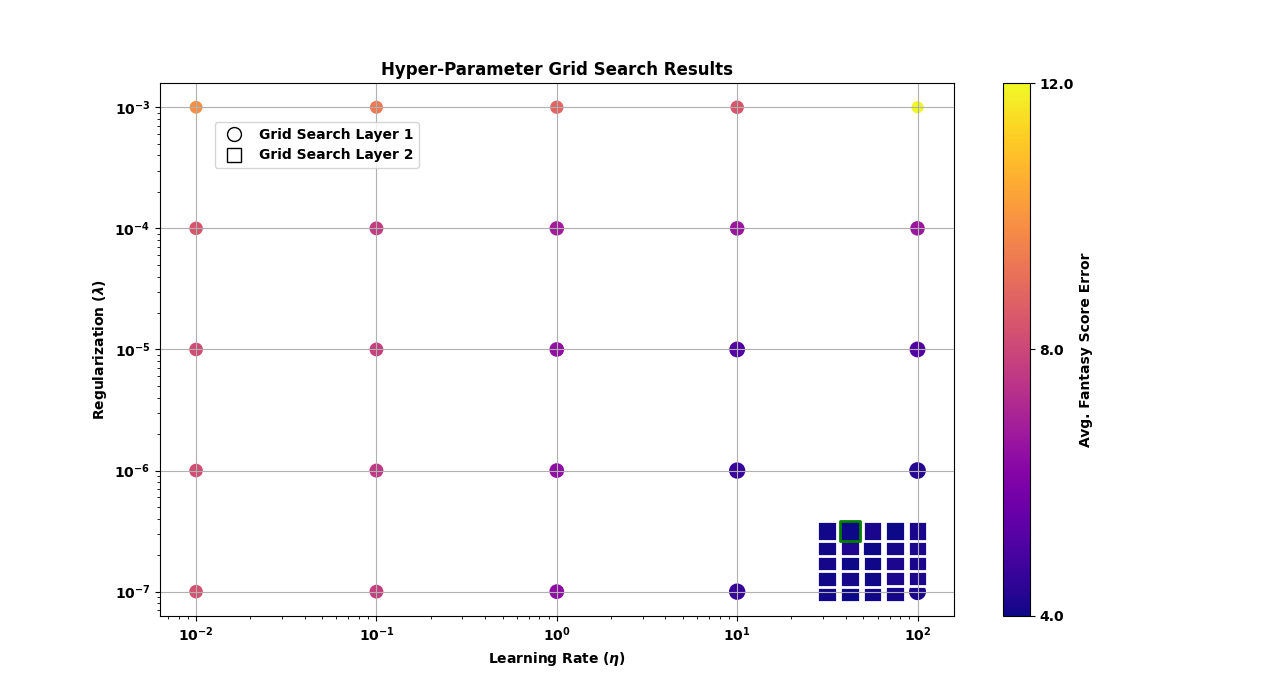 Hyper-Parameter Grid Search Results
10⁻³
10⁻⁴
10⁻⁵
10⁻⁶
10⁻⁷
Regularization (λ)
Grid Search Layer 1
Grid Search Layer 2
10⁻²
10⁻¹
10⁰
10¹
10²
Learning Rate (η)
12.0
8.0
4.0
Avg. Fantasy Score Error